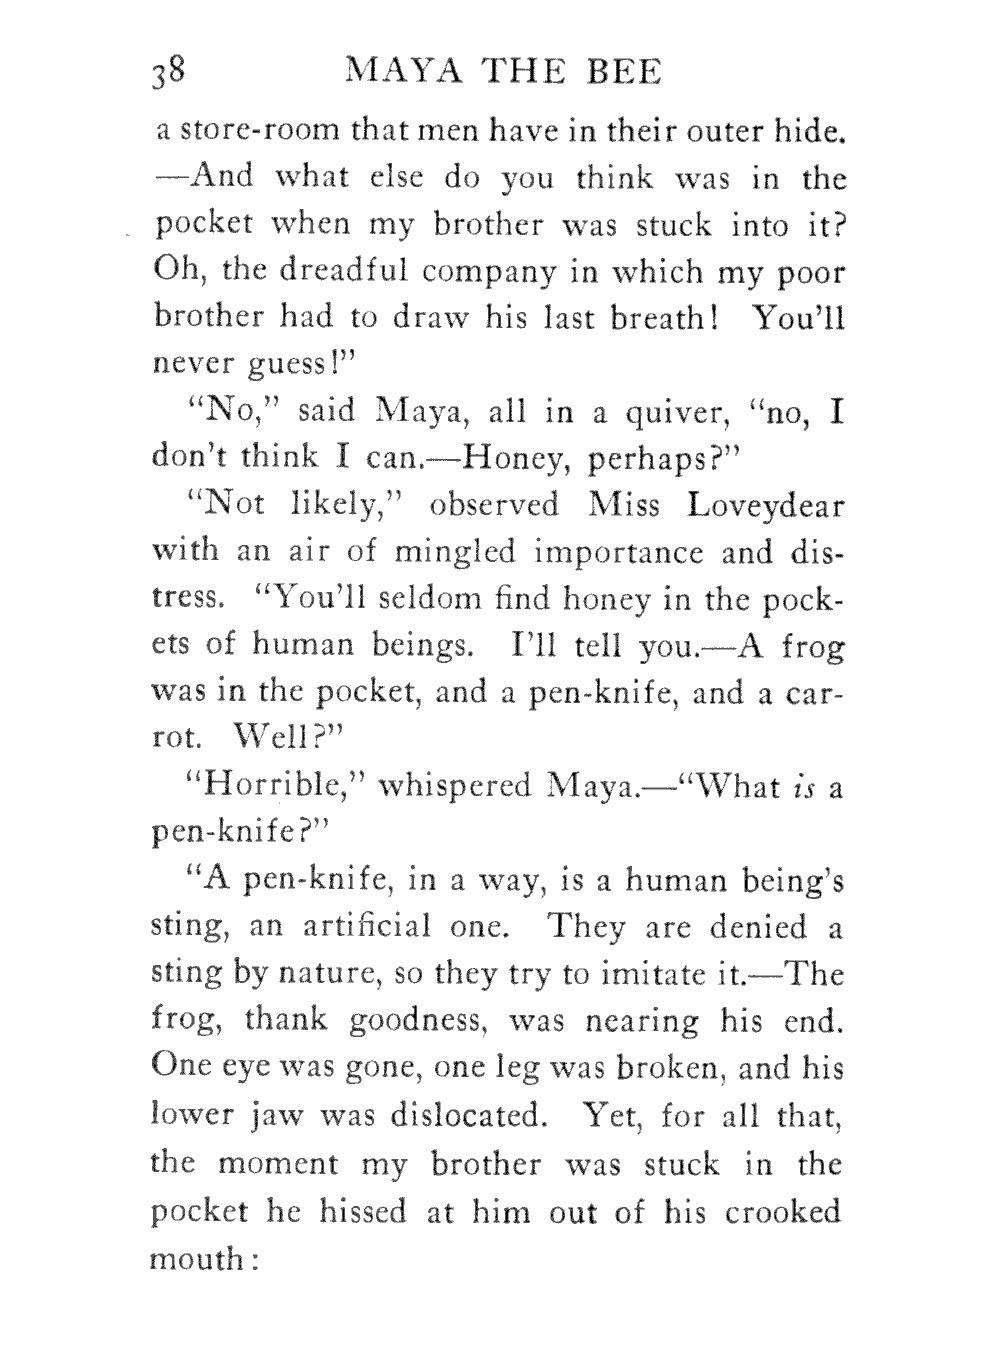 38 MAYA THE BEE
a store-room that men have in their outer hide.
—And what else do you think was in the
pocket when my brother was stuck into it?
Oh, the dreadful company in which my poor
brother had to draw his last breath! You’ll
never guess!”
“No,” said Maya, all in a quiver, “no, I
don’t think I can.—Honey, perhaps?”
“Not likely,” observed Miss Loveydear
with an air of mingled importance and dis-
tress. “You’ll seldom find honey in the pock-
ets of human beings. I’ll tell you.—A frog
was in the pocket, and a pen-knife, and a car-
rot. Well?”
“Horrible,” whispered Maya.—“What is a
pen-knife?”
“A pen-knife, in a way, is a human being’s
sting, an artificial one. They are denied a
sting by nature, so they try to imitate it.—The
frog, thank goodness, was nearing his end.
One eye was gone, one leg was broken, and his
lower jaw was dislocated. Yet, for all that,
the moment my brother was stuck in the
pocket he hissed at him out of his crooked
mouth: